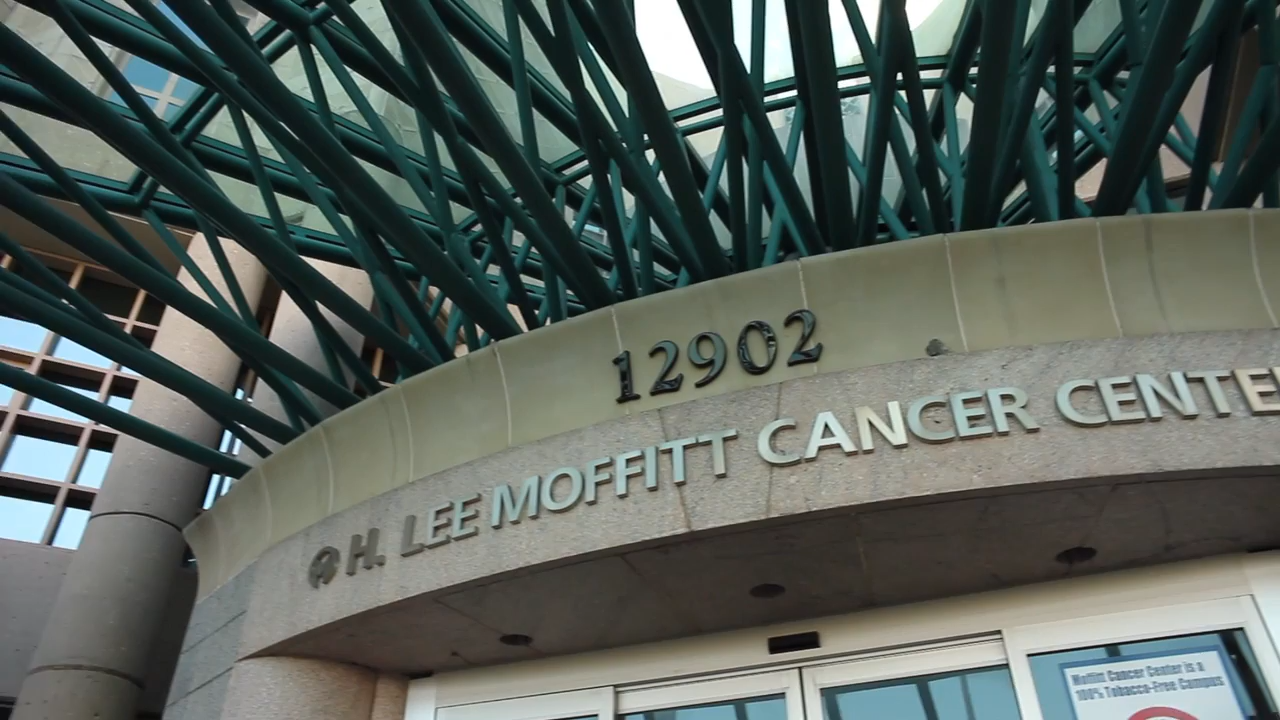 12902
H. LEE MOFFITT CANCER CENTE
Moffitt Cancer Center is a
100% Tobacco-Free Campus